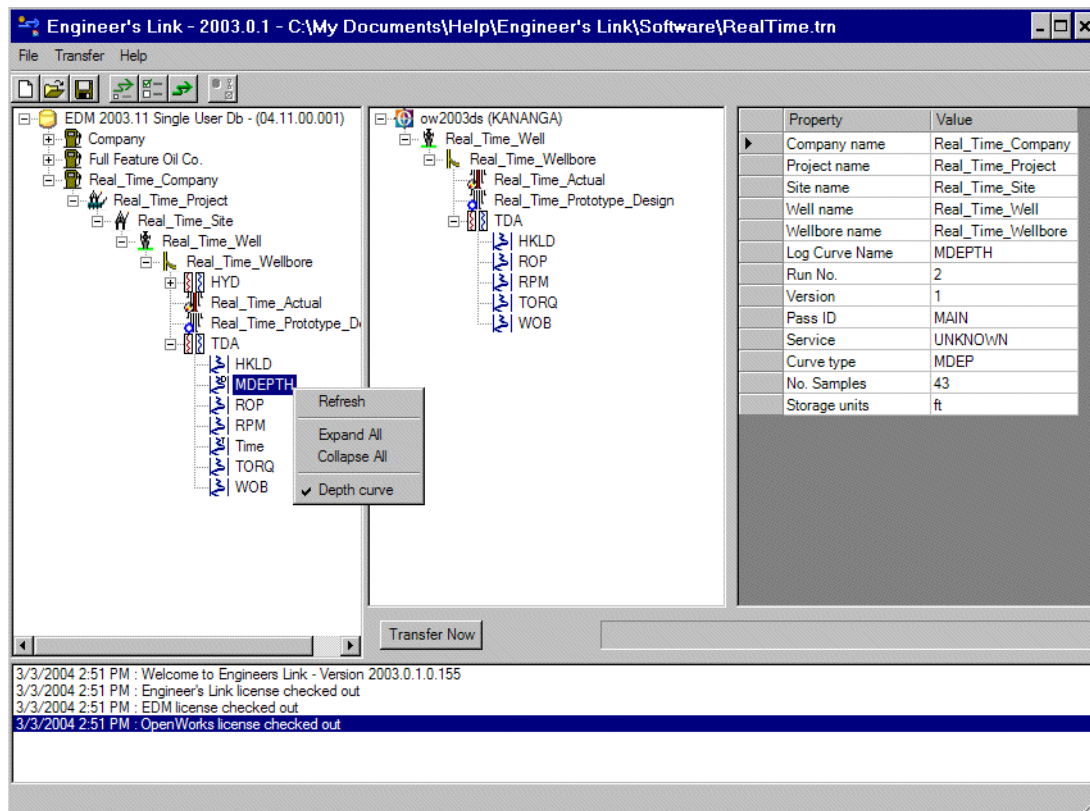 Engineer's Link - 2003.0.1 - C:\My Documents\Help\Engineer's Link\Software\RealTime.trn
File Transfer Help
EDM 2003.11 Single User Db - (04.11.00.001)
Company
Full Feature Oil Co.
Real_Time_Company
Real_Time_Project
Real_Time_Site
Real_Time_Well
Real_Time_Wellbore
HYD
Real_Time_Actual
Real_Time_Prototype_D
TDA
HKLD
MDEPTH
ROP
RPM
Time
TORQ
WOB
Refresh
Expand All
Collapse All
Depth curve
ow2003ds (KANANGA)
Real_Time_Well
Real_Time_Wellbore
Real_Time_Actual
Real_Time_Prototype_Design
TDA
HKLD
ROP
RPM
TORQ
WOB
Property Value
Company name Real_Time_Company
Project name Real_Time_Project
Site name Real_Time_Site
Well name Real_Time_Well
Wellbore name Real_Time_Wellbore
Log Curve Name MDEPTH
Run No. 2
Version 1
Pass ID MAIN
Service UNKNOWN
Curve type MDEP
No. Samples 43
Storage units ft
Transfer Now
3/3/2004 2:51 PM : Welcome to Engineers Link - Version 2003.0.1.0.155
3/3/2004 2:51 PM : Engineer's Link license checked out
3/3/2004 2:51 PM : EDM license checked out
3/3/2004 2:51 PM : OpenWorks license checked out